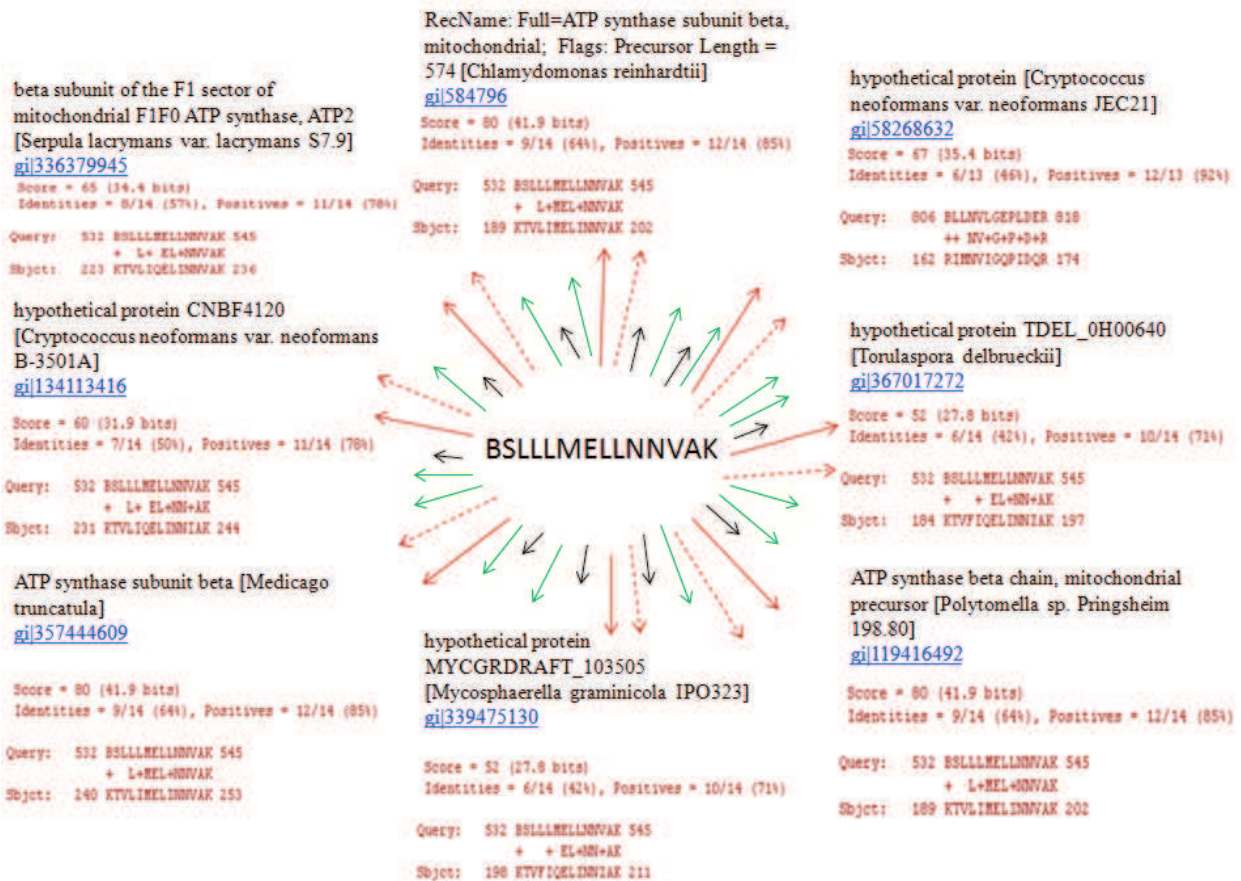 RecName: Full=ATP synthase subunit beta,
mitochondrial; Flags: Precursor Length =
574 [Chlamydomonas reinhardtii]
gi|584796
Score = 80 (41.9 bits)
Identities = 9/14 (64%), Positives = 12/14 (85%)
Query: 532 BSLLLMELLNNVAK 545
+ L+MEL+NNVAK
Sbjct: 189 KTVLIMELINNVAK 202
beta subunit of the F1 sector of
mitochondrial F1F0 ATP synthase, ATP2
[Serpula lacrymans var. lacrymans S7.9]
gi|336379945
Score = 65 (34.4 bits)
Identities = 8/14 (57%), Positives = 11/14 (78%)
Query: 532 BSLLLMELLNNVAK 545
+ L+ EL+NNVAK
Sbjct: 223 KTVLIQELINNVAK 236
hypothetical protein [Cryptococcus
neoformans var. neoformans JEC21]
gi|58268632
Score = 67 (35.4 bits)
Identities = 6/13 (46%), Positives = 12/13 (92%)
Query: 806 BLLNVLGEPLDER 818
++ NV+G+P+D+R
Sbjct: 162 RIMNVIGQPIDQR 174
hypothetical protein CNBF4120
[Cryptococcus neoformans var. neoformans
B-3501A]
gi|134113416
Score = 60 (31.9 bits)
Identities = 7/14 (50%), Positives = 11/14 (78%)
Query: 532 BSLLLMELLNNVAK 545
+ L+ EL+NN+AK
Sbjct: 231 KTVLIQELINNIAK 244
BSLLLMELLNNVAK
hypothetical protein TDEL_0H00640
[Torulaspora delbrueckii]
gi|367017272
Score = 52 (27.8 bits)
Identities = 6/14 (42%), Positives = 10/14 (71%)
Query: 532 BSLLLMELLNNVAK 545
+ + EL+NN+AK
Sbjct: 184 KTVFIQELINNIAK 197
ATP synthase subunit beta [Medicago
truncatula]
gi|357444609
Score = 80 (41.9 bits)
Identities = 9/14 (64%), Positives = 12/14 (85%)
Query: 532 BSLLLMELLNNVAK 545
+ L+MEL+NNVAK
Sbjct: 240 KTVLIMELINNVAK 253
hypothetical protein
MYCGRDRAFT_103505
[Mycosphaerella graminicola IPO323]
gi|339475130
Score = 52 (27.8 bits)
Identities = 6/14 (42%), Positives = 10/14 (71%)
Query: 532 BSLLLMELLNNVAK 545
+ + EL+NN+AK
Sbjct: 198 KTVFIQELINNIAK 211
ATP synthase beta chain, mitochondrial
precursor [Polytomella sp. Pringsheim
198.80]
gi|119416492
Score = 80 (41.9 bits)
Identities = 9/14 (64%), Positives = 12/14 (85%)
Query: 532 BSLLLMELLNNVAK 545
+ L+MEL+NNVAK
Sbjct: 189 KTVLIMELINNVAK 202